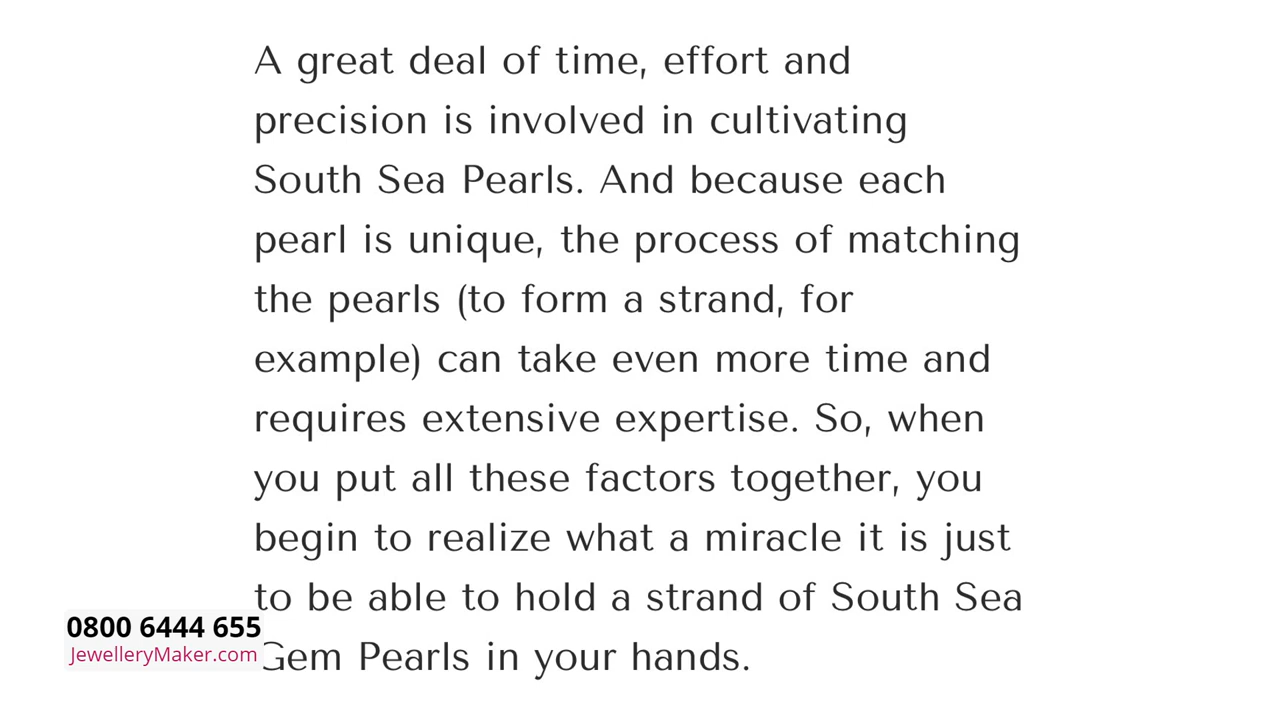 A great deal of time, effort and
precision is involved in cultivating
South Sea Pearls. And because each
pearl is unique, the process of matching
the pearls (to form a strand, for
example) can take even more time and
requires extensive expertise. So, when
you put all these factors together, you
begin to realize what a miracle it is just
to be able to hold a strand of South Sea
Gem Pearls in your hands.
0800 6444 655
JewelleryMaker.com